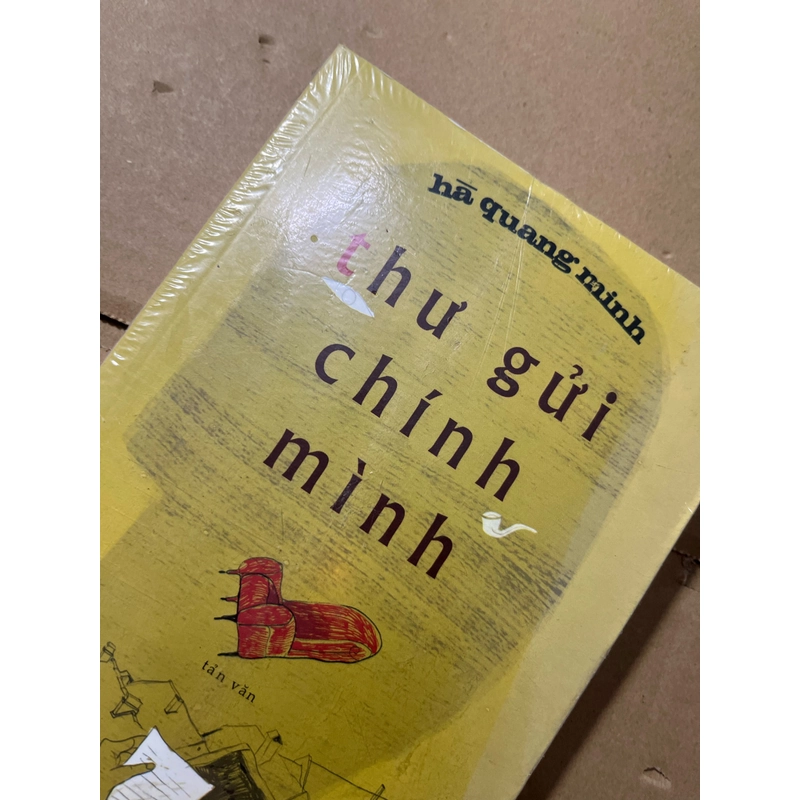 hà quang minh
thư gửi
chính
mình
tản văn